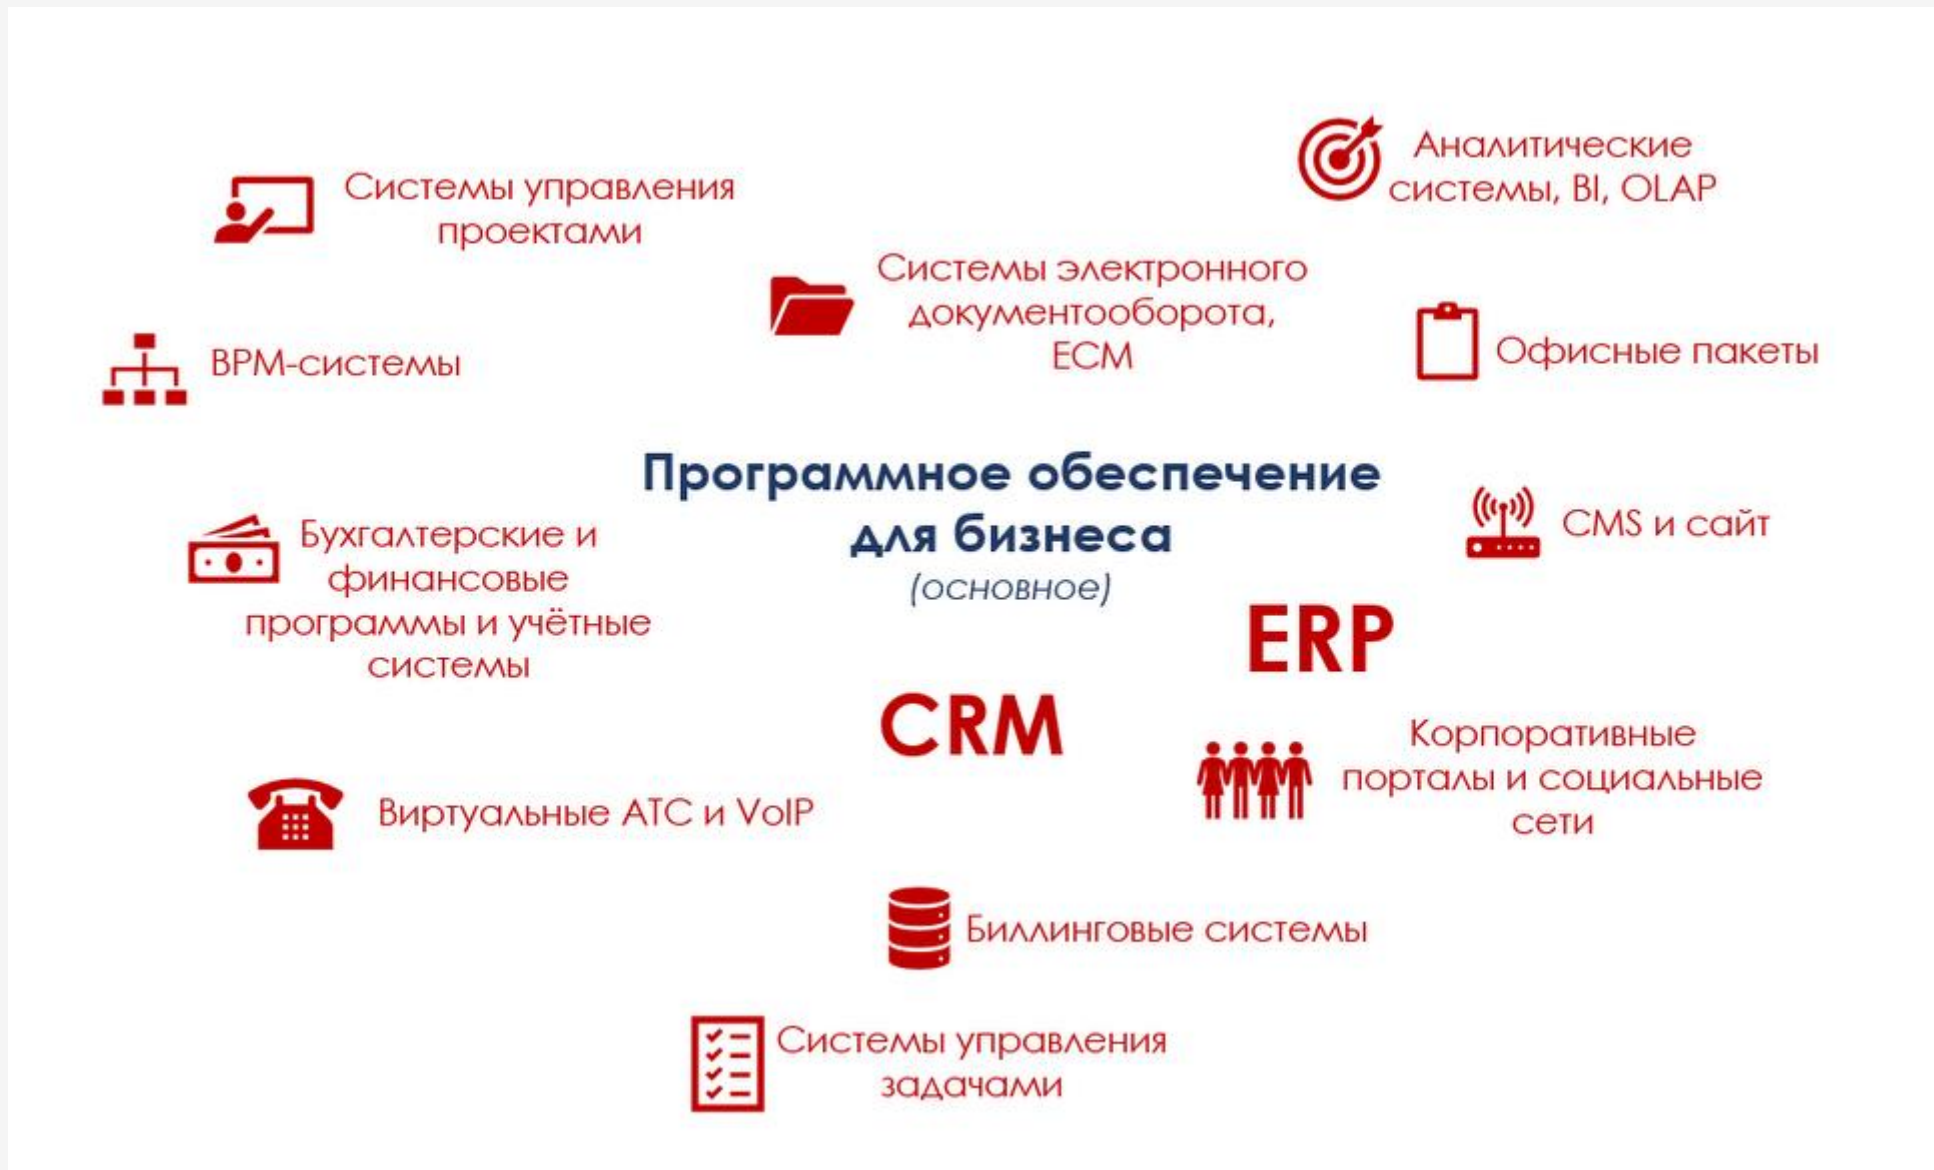 Аналитические
системы, BI, OLAP
Системы управления
проектами
Системы электронного
документооборота,
ECM
Офисные пакеты
BPM-системы
Программное обеспечение
для бизнеса
(основное)
CMS и сайт
Бухгалтерские и
финансовые
программы и учётные
системы
ERP
CRM
Корпоративные
порталы и социальные
сети
Виртуальные АТС и VoIP
Биллинговые системы
Системы управления
задачами